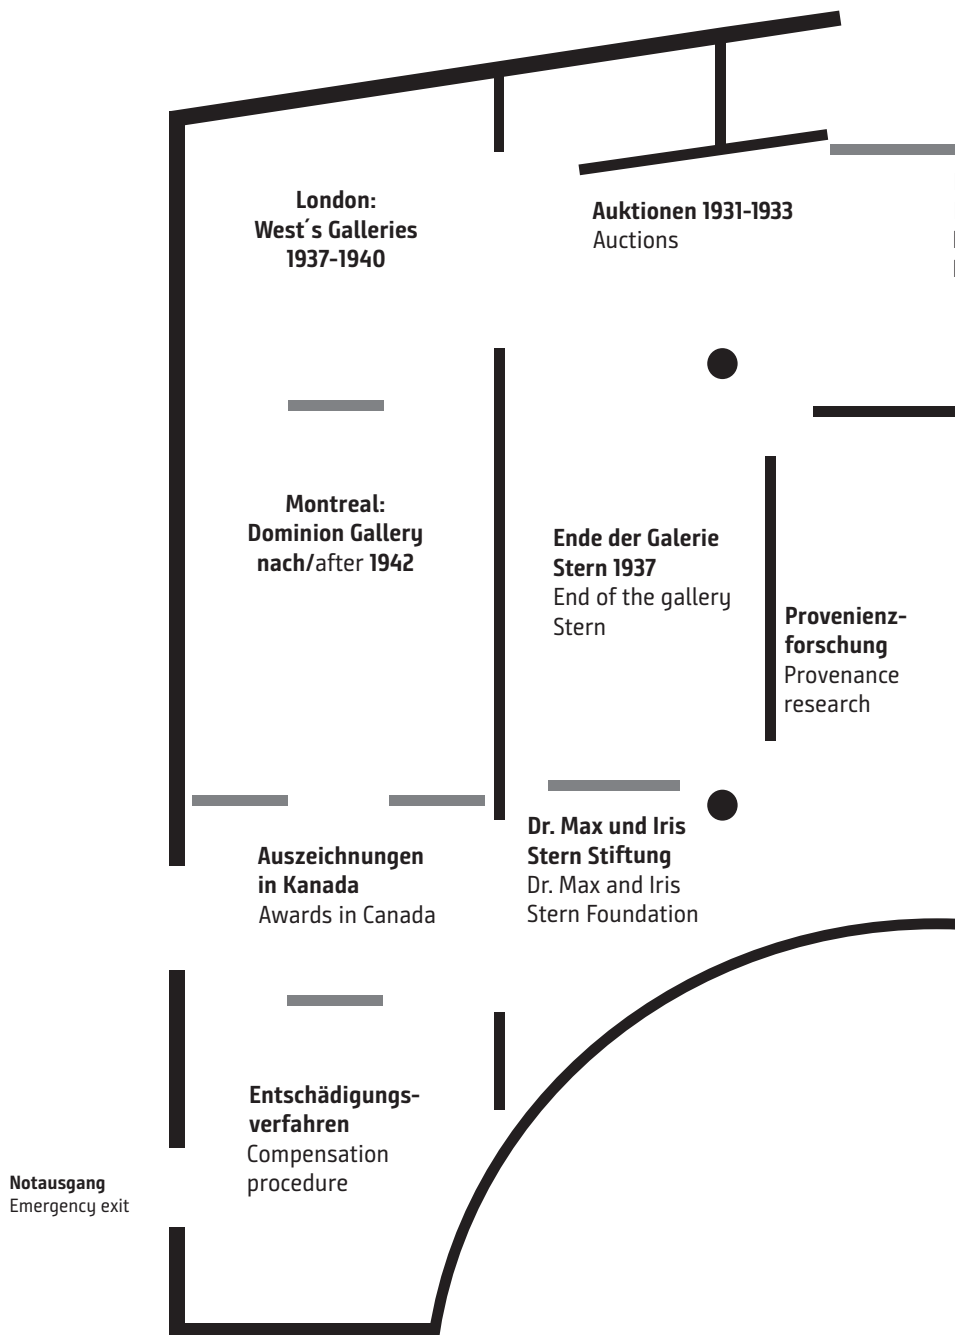 London:
West´s Galleries
1937-1940
Auktionen 1931-1933
Auctions
Montreal:
Dominion Gallery
nach/after 1942
Ende der Galerie
Stern 1937
End of the gallery
Stern
Provenienz-
forschung
Provenance
research
Auszeichnungen
in Kanada
Awards in Canada
Dr. Max und Iris
Stern Stiftung
Dr. Max and Iris
Stern Foundation
Entschädigungs-
verfahren
Compensation
procedure
Notausgang
Emergency exit